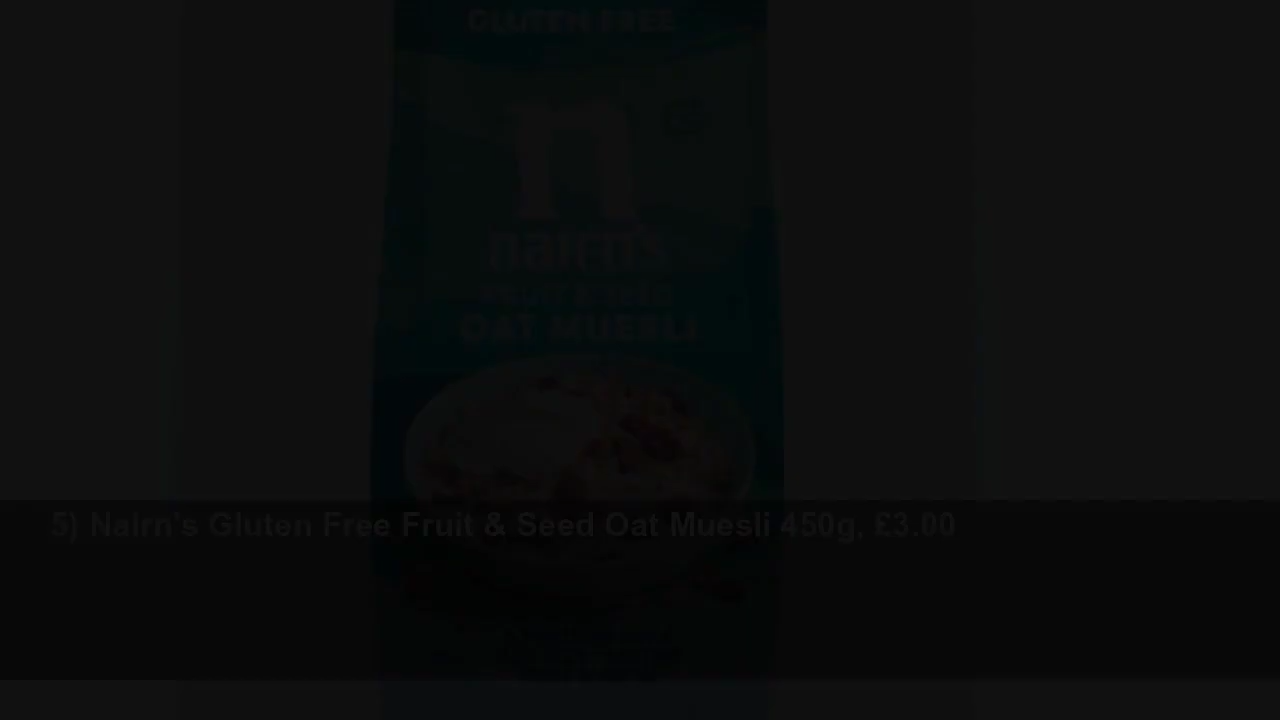 GLUTEN FREE
n
nairn's
FRUIT & SEED
OAT MUESLI
5) Nairn's Gluten Free Fruit & Seed Oat Muesli 450g, £3.00